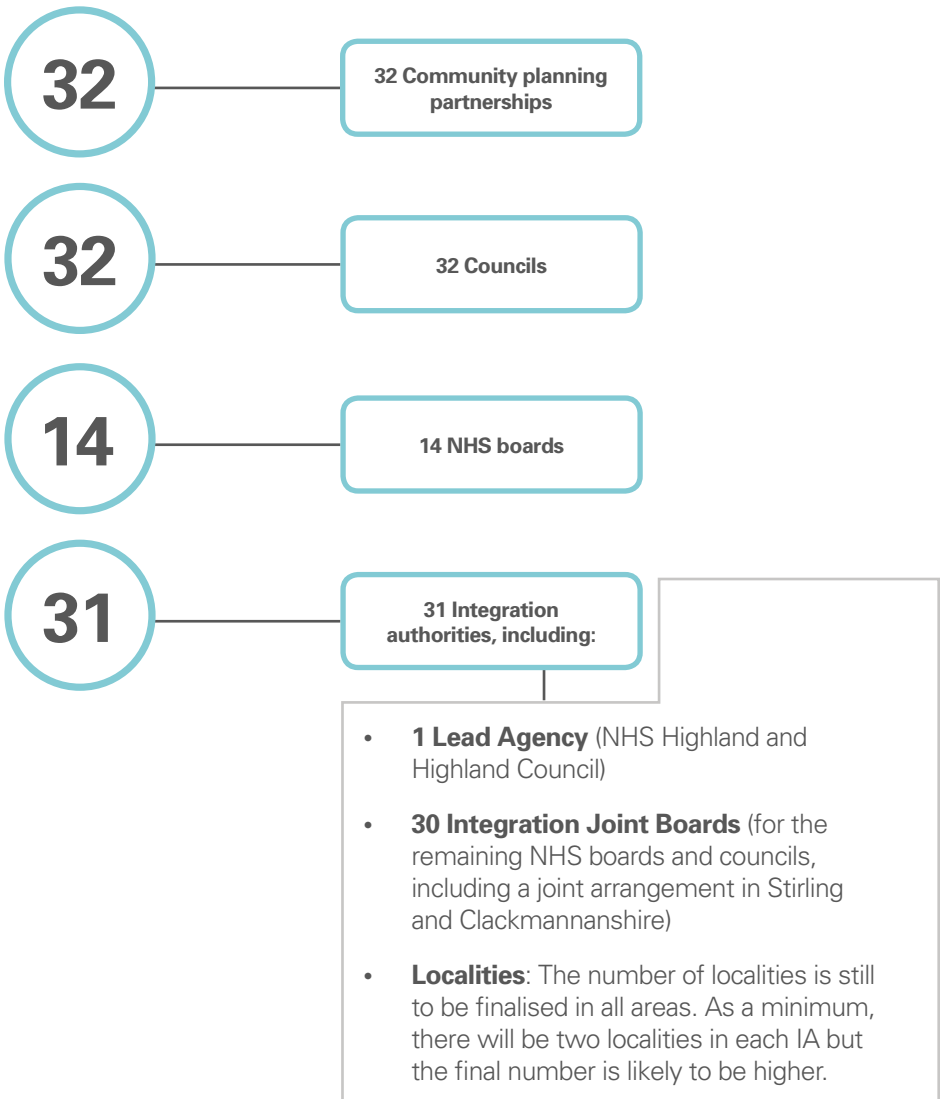 32
32 Community planning
partnerships
32
32 Councils
14
14 NHS boards
31
31 Integration
authorities, including:
• 1 Lead Agency (NHS Highland and
Highland Council)
• 30 Integration Joint Boards (for the
remaining NHS boards and councils,
including a joint arrangement in Stirling
and Clackmannanshire)
• Localities: The number of localities is still
to be finalised in all areas. As a minimum,
there will be two localities in each IA but
the final number is likely to be higher.